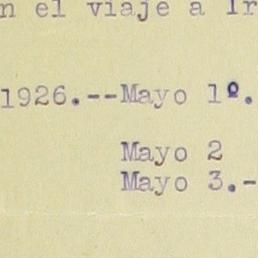 n el viaje a Ir
1926.--Mayo 1º.
Mayo 2
Mayo 3.-